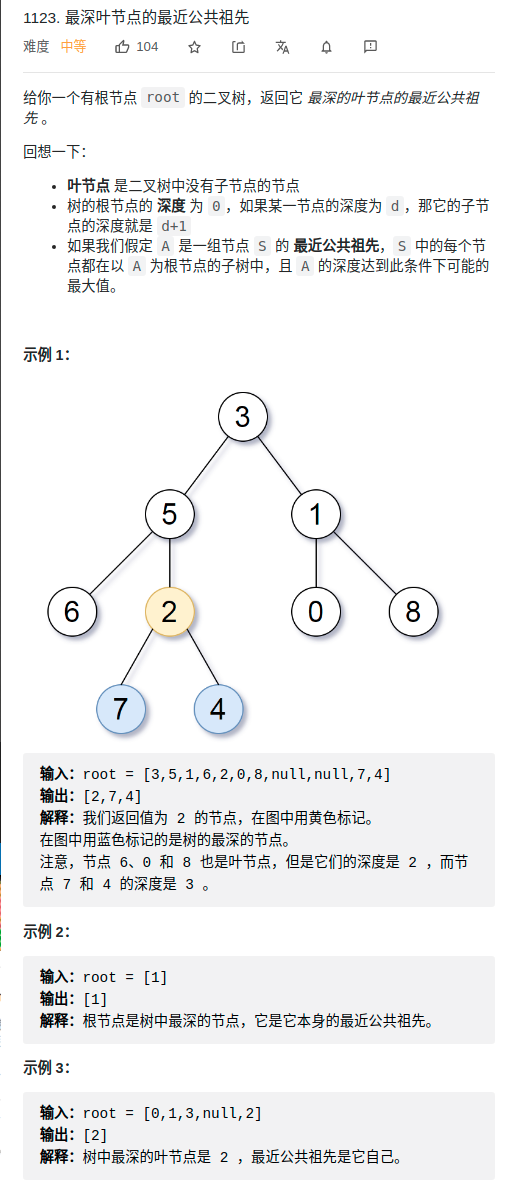 1123. 最深叶节点的最近公共祖先
难度 中等 104
给你一个有根节点 root 的二叉树，返回它 最深的叶节点的最近公共祖
先 。
回想一下：
叶节点 是二叉树中没有子节点的节点
树的根节点的 深度 为 0，如果某一节点的深度为 d，那它的子节
点的深度就是 d+1
如果我们假定 A 是一组节点 S 的 最近公共祖先，S 中的每个节
点都在以 A 为根节点的子树中，且 A 的深度达到此条件下可能的
最大值。
示例 1：
3
5 1
6 2 0 8
7 4
输入：root = [3,5,1,6,2,0,8,null,null,7,4]
输出：[2,7,4]
解释：我们返回值为 2 的节点，在图中用黄色标记。
在图中用蓝色标记的是树的最深的节点。
注意，节点 6、0 和 8 也是叶节点，但是它们的深度是 2 ，而节
点 7 和 4 的深度是 3 。
示例 2：
输入：root = [1]
输出：[1]
解释：根节点是树中最深的节点，它是它本身的最近公共祖先。
示例 3：
输入：root = [0,1,3,null,2]
输出：[2]
解释：树中最深的叶节点是 2 ，最近公共祖先是它自己。